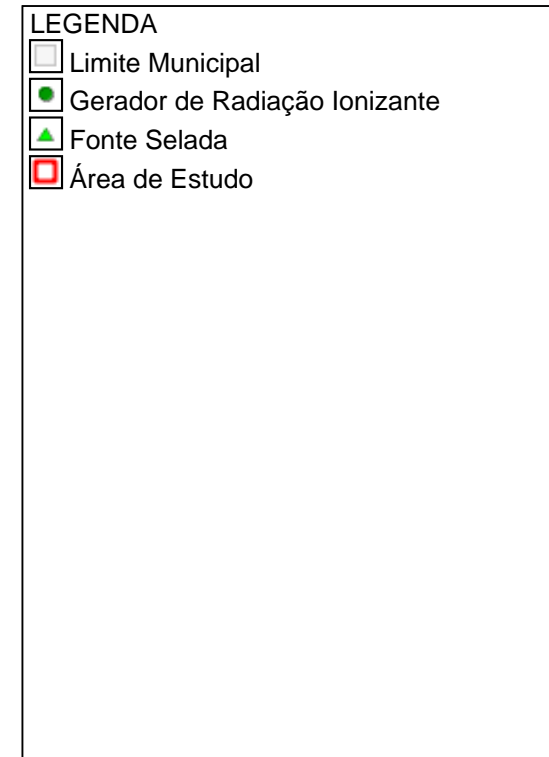 LEGENDA
Limite Municipal
Gerador de Radiação Ionizante
Fonte Selada
Área de Estudo